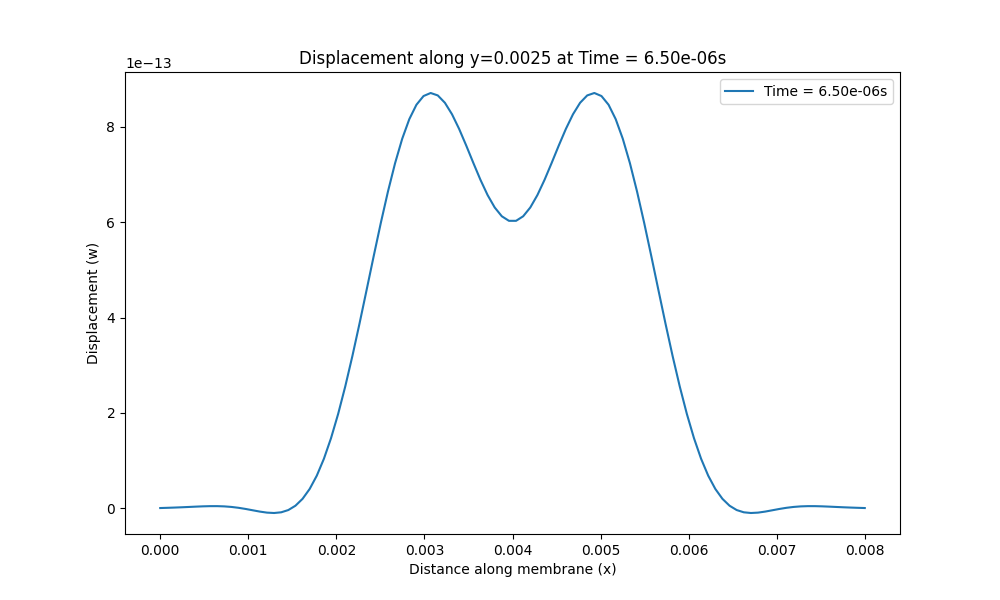 Displacement along y=0.0025 at Time = 6.50e-06s
1e−13
Time = 6.50e-06s
8
6
4
2
0
Displacement (w)
0.000 0.001 0.002 0.003 0.004 0.005 0.006 0.007 0.008
Distance along membrane (x)